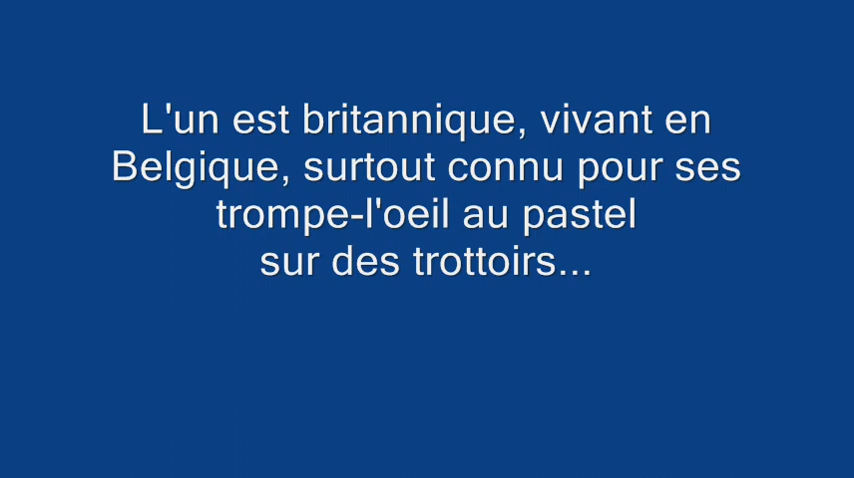 L'un est britannique, vivant en
Belgique, surtout connu pour ses
trompe-l'oeil au pastel
sur des trottoirs...